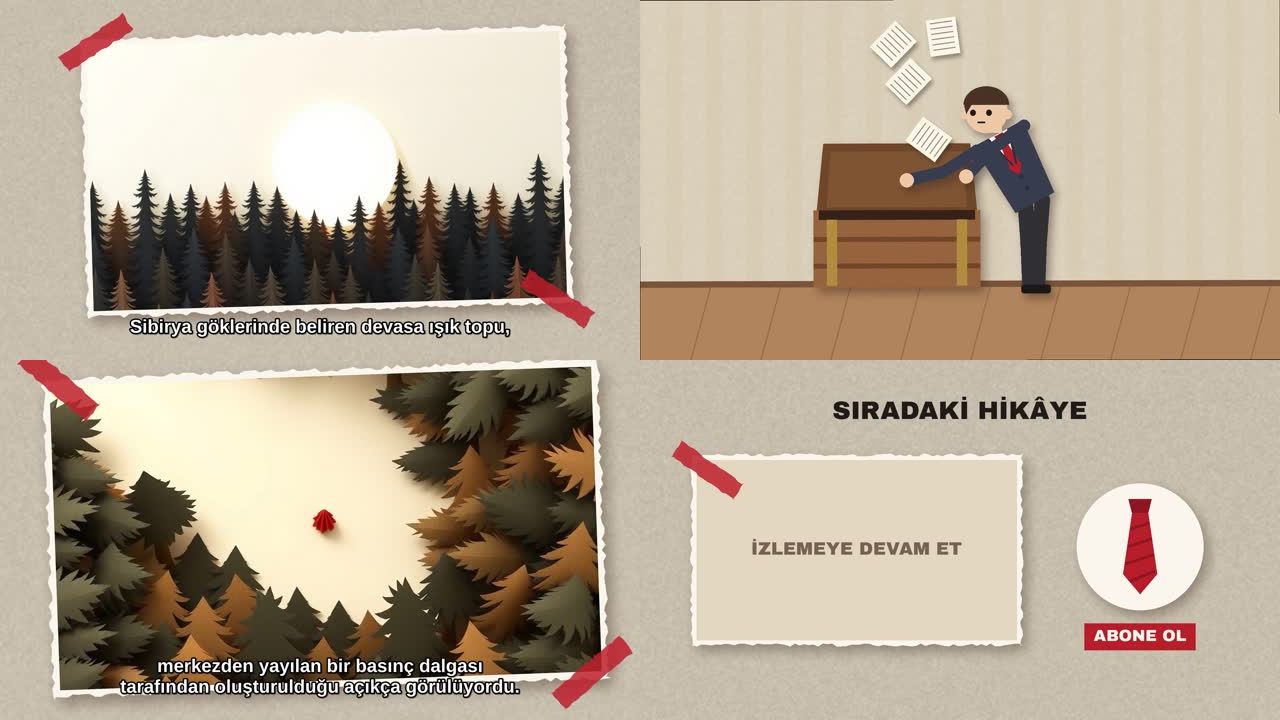 Sibirya göklerinde beliren devasa ışık topu,
merkezden yayılan bir basınç dalgası
tarafından oluşturulduğu açıkça görülüyordu.
SIRADAKİ HİKÂYE
İZLEMEYE DEVAM ET
ABONE OL